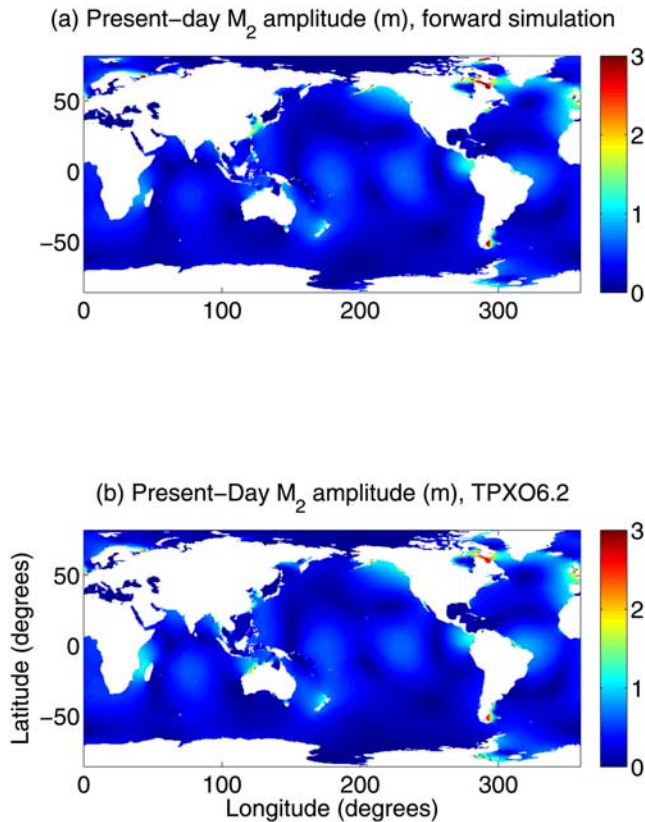 (a) Present−day M₂ amplitude (m), forward simulation
3
2
1
0
50
0
−50
0 100 200 300
(b) Present−Day M₂ amplitude (m), TPXO6.2
3
2
1
0
Latitude (degrees)
50
0
−50
0 100 200 300
Longitude (degrees)